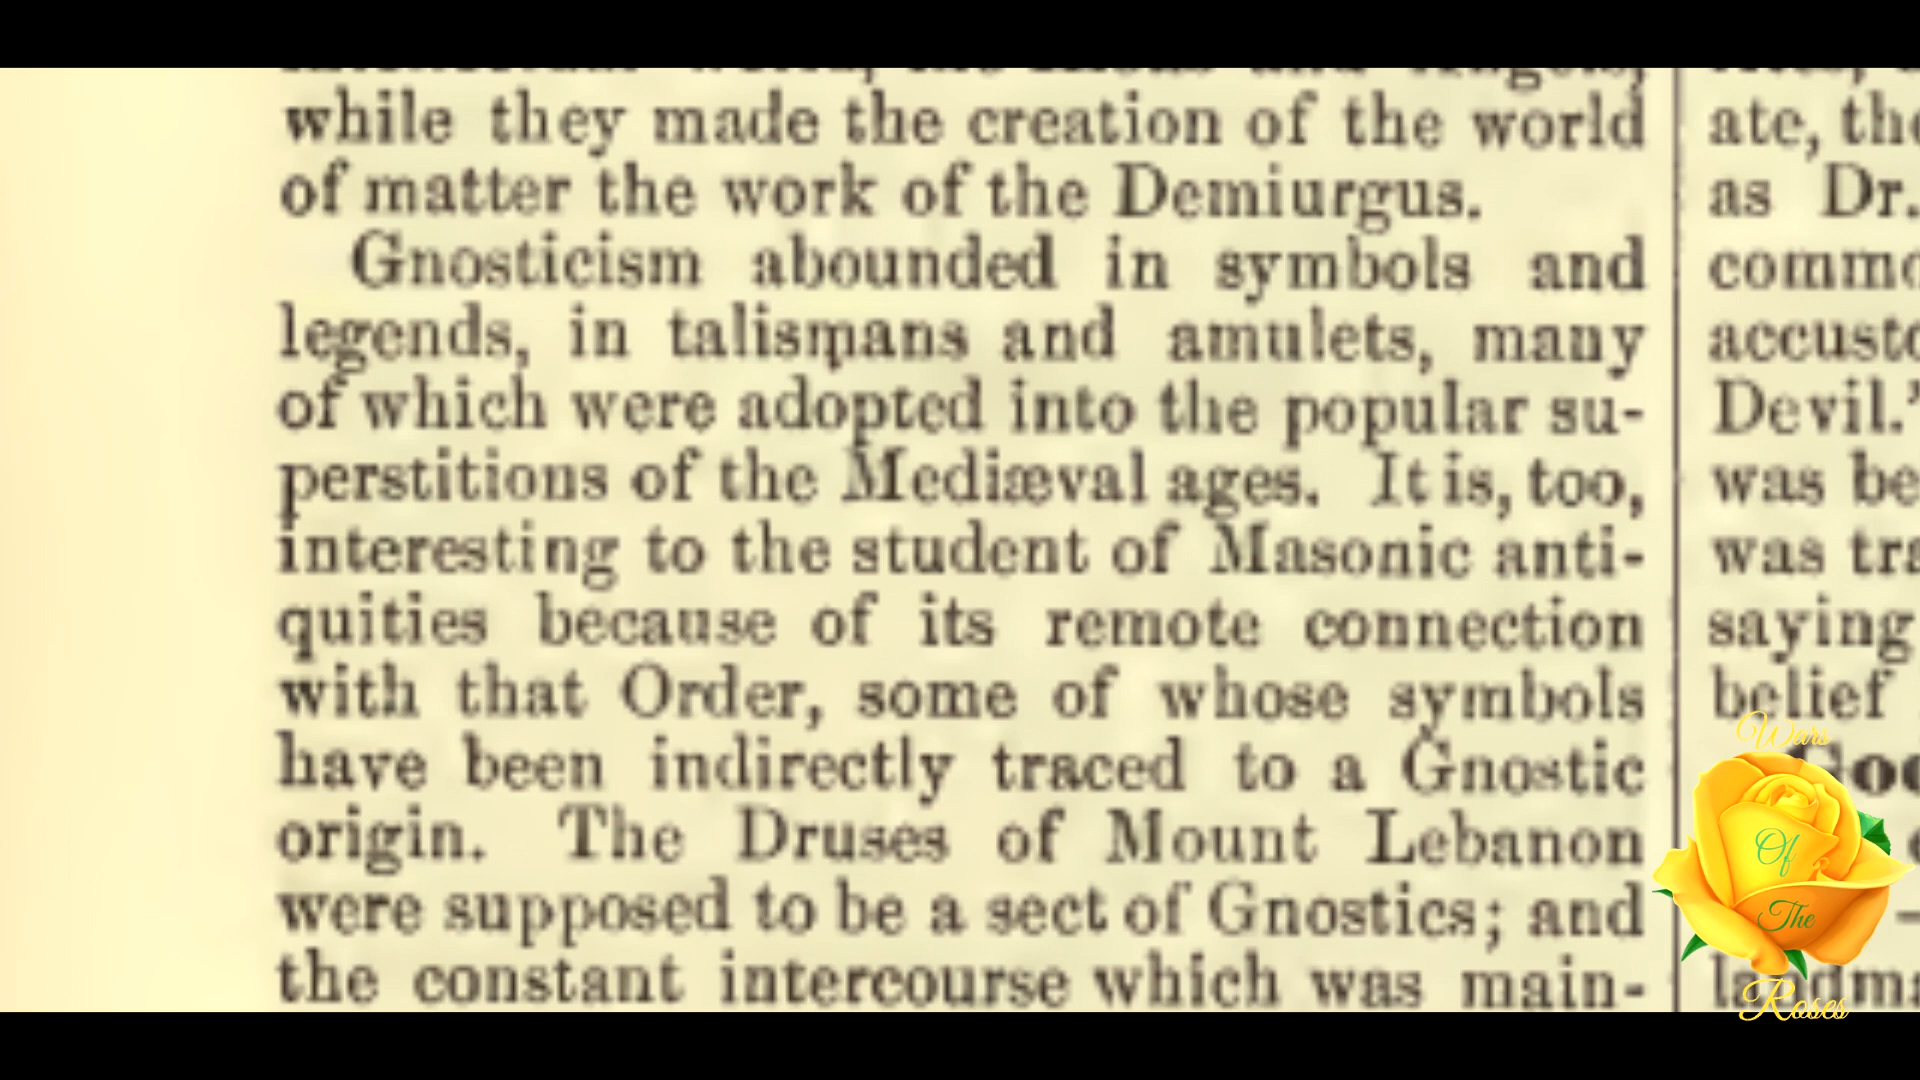 while they made the creation of the world
of matter the work of the Demiurgus.
Gnosticism abounded in symbols and
legends, in talismans and amulets, many
of which were adopted into the popular su-
perstitions of the Mediæval ages. It is, too,
interesting to the student of Masonic anti-
quities because of its remote connection
with that Order, some of whose symbols
have been indirectly traced to a Gnostic
origin. The Druses of Mount Lebanon
were supposed to be a sect of Gnostics; and
the constant intercourse which was main-
ate,
as Dr.
Devil.”
was
was
saying
belief
Wars
Of
The
Roses